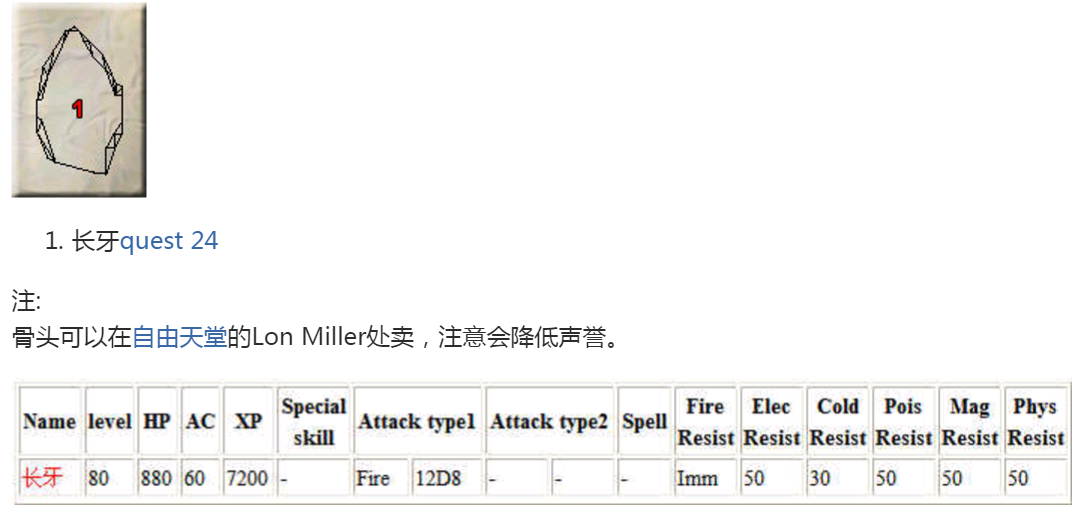 1
1. 长牙quest 24
注:
骨头可以在自由天堂的Lon Miller处卖，注意会降低声誉。
Name level HP AC XP Special skill Attack type1 Attack type2 Spell Fire Resist Elec Resist Cold Resist Pois Resist Mag Resist Phys Resist
长牙 80 880 60 7200 - Fire 12D8 - - - Imm 50 30 50 50 50